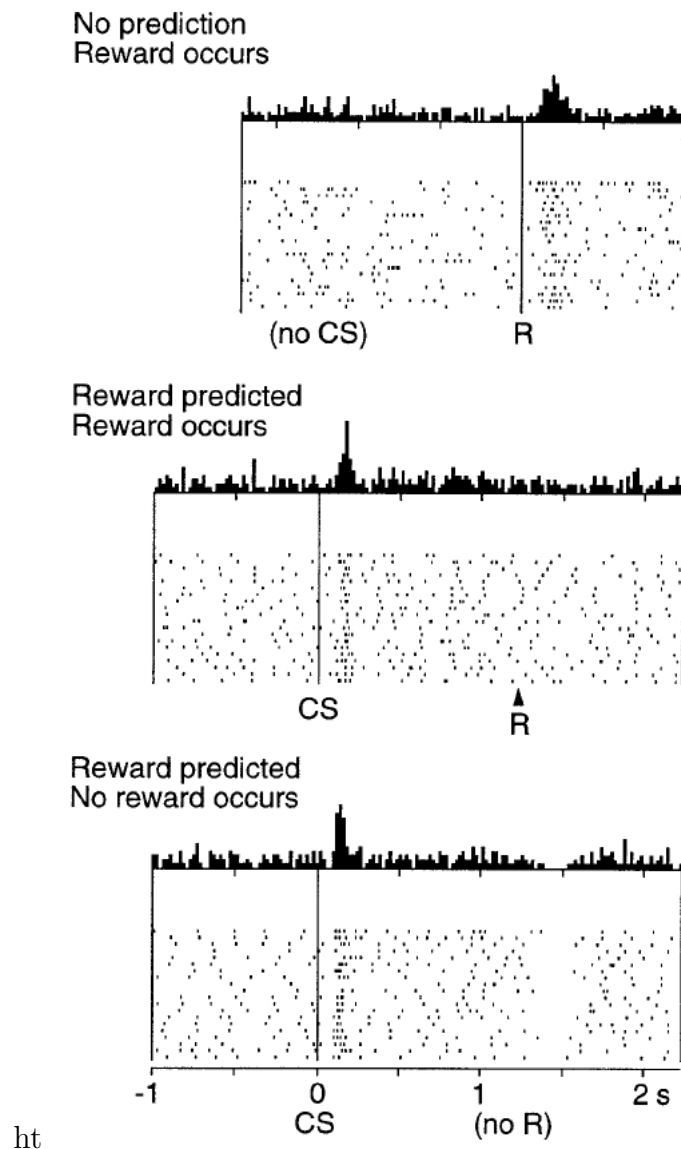 No prediction
Reward occurs
(no CS)
R
Reward predicted
Reward occurs
CS
R
Reward predicted
No reward occurs
-1
0
1
2 s
CS
(no R)
ht